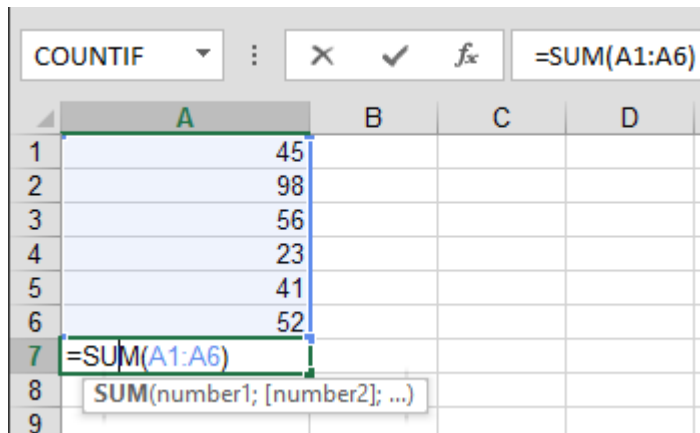 COUNTIF fx =SUM(A1:A6)
A B C D
1 45
2 98
3 56
4 23
5 41
6 52
7 =SUM(A1:A6)
8 SUM(number1; [number2]; ...)
9